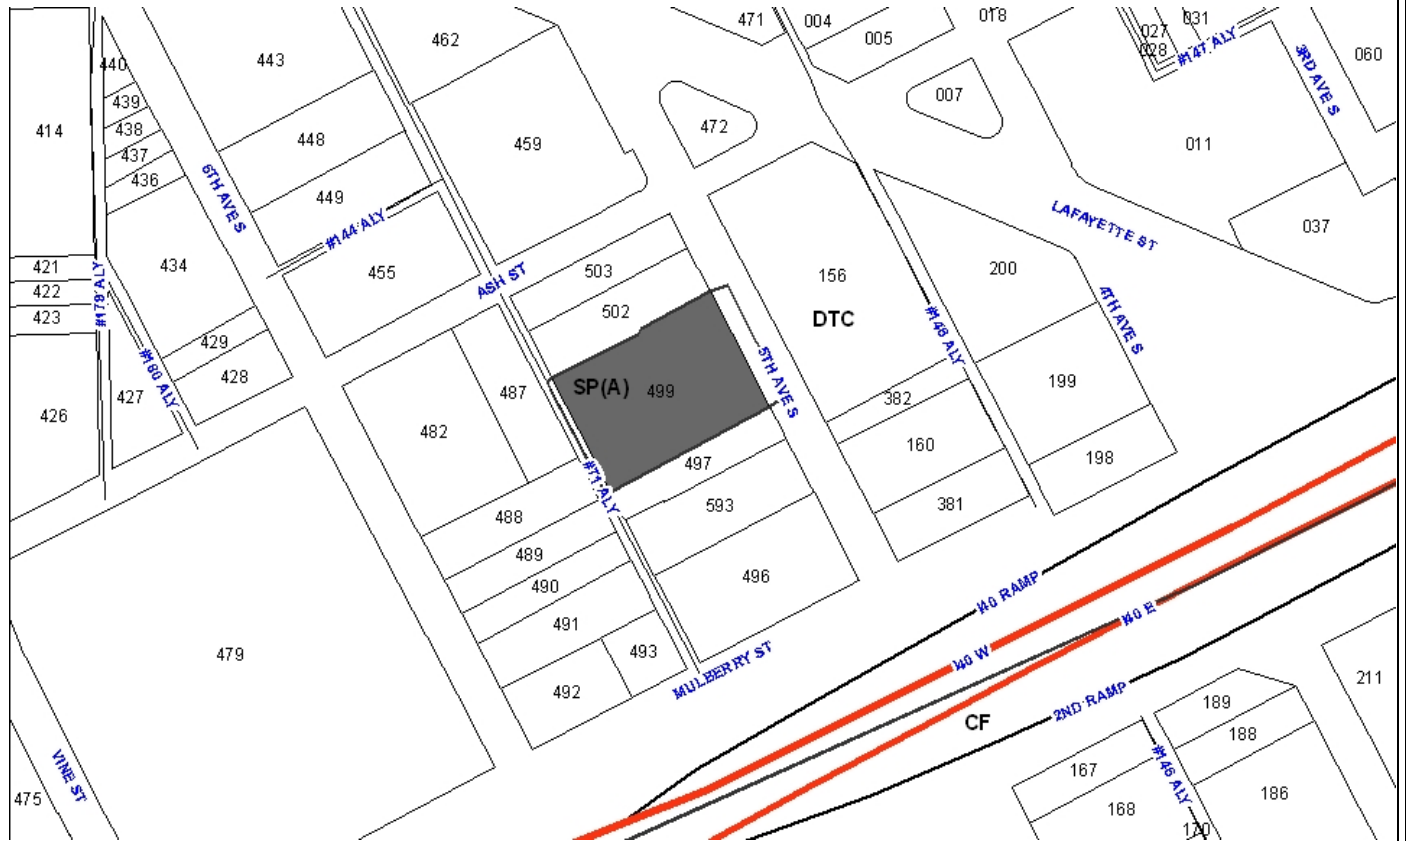 471
004
018
031
027
005
028
#147 ALY
3RD AVE S
060
462
443
440
439
438
437
436
414
448
449
459
472
007
011
037
6TH AVE S
#144 ALY
455
434
421
422
423
#179 ALY
#180 ALY
429
428
427
426
ASH ST
503
502
156
DTC
LAFAYETTE ST
200
4TH AVE S
#148 ALY
199
198
SP(A)
499
5TH AVE S
382
160
381
487
482
#71 ALY
497
593
496
488
489
490
491
493
492
MULBERRY ST
479
VINE ST
475
I40 RAMP
I40 W
I40 E
2ND RAMP
CF
211
189
188
186
167
168
#146 ALY
170